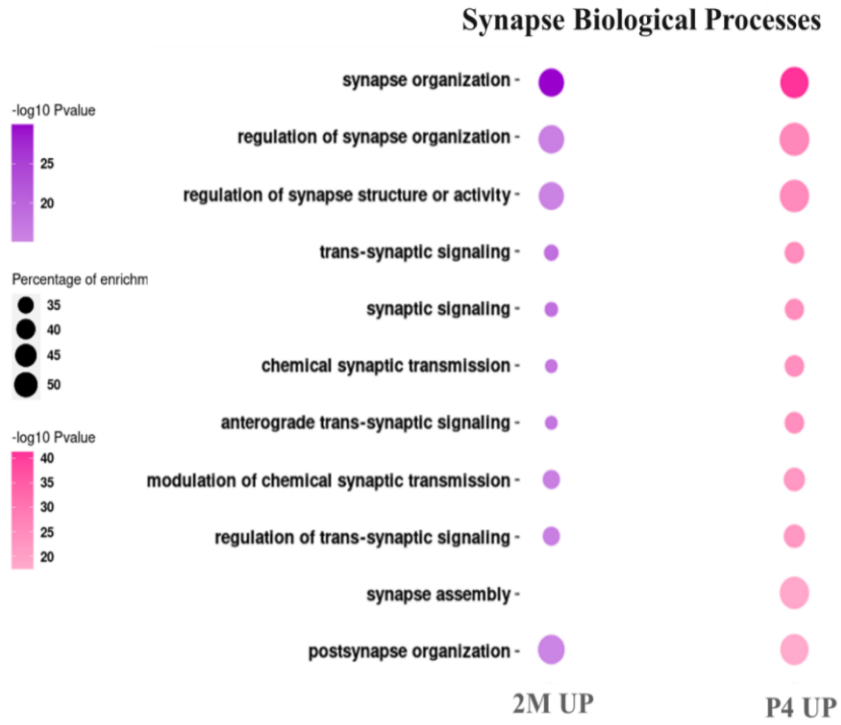 Synapse Biological Processes
synapse organization -
regulation of synapse organization -
regulation of synapse structure or activity -
trans-synaptic signaling -
synaptic signaling -
chemical synaptic transmission -
anterograde trans-synaptic signaling -
modulation of chemical synaptic transmission -
regulation of trans-synaptic signaling -
synapse assembly -
postsynapse organization -
-log10 Pvalue
25
20
Percentage of enrichm
35
40
45
50
-log10 Pvalue
40
35
30
25
20
2M UP
P4 UP